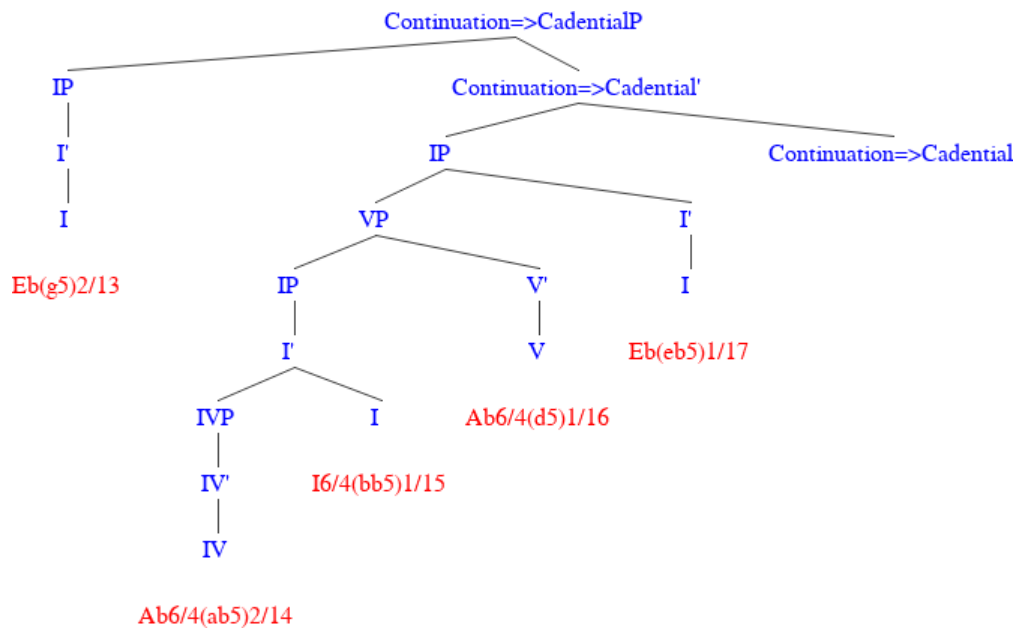 Continuation=>CadentialP
IP Continuation=>Cadential'
I' IP Continuation=>Cadential
I VP I'
Eb(g5)2/13 IP V' I
I' V Eb(eb5)1/17
IVP I Ab6/4(d5)1/16
IV' I6/4(bb5)1/15
IV
Ab6/4(ab5)2/14